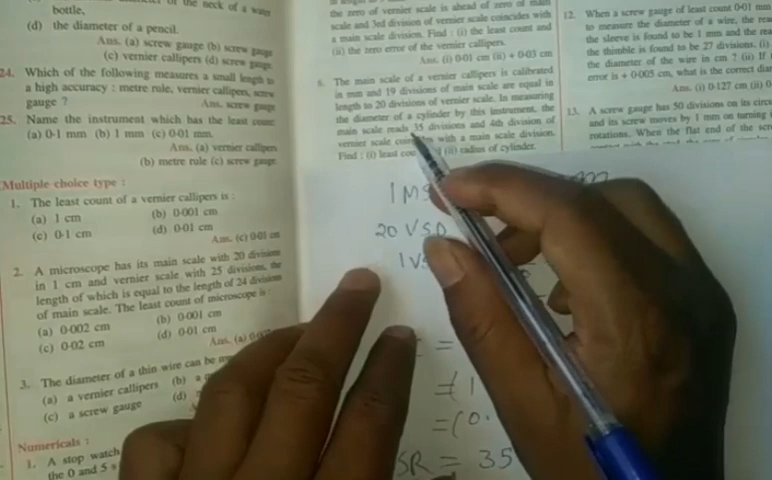 of the neck of a water
bottle,
(d) the diameter of a pencil.
Ans. (a) screw gauge (b) screw gauge
(c) vernier callipers (d) screw gauge.
24. Which of the following measures a small length to
a high accuracy : metre rule, vernier callipers, screw
gauge ?
Ans. screw gauge
25. Name the instrument which has the least count
(a) 0·1 mm (b) 1 mm (c) 0·01 mm.
Ans. (a) vernier callipers
(b) metre rule (c) screw gauge
Multiple choice type :
1. The least count of a vernier callipers is :
(a) 1 cm (b) 0·001 cm
(c) 0·1 cm (d) 0·01 cm
Ans. (c) 0·01 cm
2. A microscope has its main scale with 20 divisions
in 1 cm and vernier scale with 25 divisions, the
length of which is equal to the length of 24 divisions
of main scale. The least count of microscope is
(a) 0·002 cm (b) 0·001 cm
(c) 0·02 cm (d) 0·01 cm
Ans. (a)
3. The diameter of a thin wire can be
(a) a vernier callipers (b) a
(c) a screw gauge (d)
Numericals :
1. A stop watch
the 0 and 5 s
the zero of vernier scale is ahead of zero of main
scale and 3rd division of vernier scale coincides with
a main scale division. Find : (i) the least count and
(ii) the zero error of the vernier callipers.
Ans. (i) 0·01 cm (ii) + 0·03 cm
The main scale of a vernier callipers is calibrated
in mm and 19 divisions of main scale are equal in
length to 20 divisions of vernier scale. In measuring
the diameter of a cylinder by this instrument, the
main scale reads 35 divisions and 4th division of
vernier scale with a main scale division.
Find : (i) least (ii) radius of cylinder.
1 MS
20 VSD
1 VS
=
= ( 1
= ( 0.
SR = 35
12. When a screw gauge of least count 0·01 mm
to measure the diameter of a wire, the rea
the sleeve is found to be 1 mm and the rea
the thimble is found to be 27 divisions. (i)
the diameter of the wire in cm ? (ii) If
error is + 0·005 cm, what is the correct dia
Ans. (i) 0·127 cm (ii) 0
13. A screw gauge has 50 divisions on its circu
and its screw moves by 1 mm on turning
rotations. When the flat end of the scr